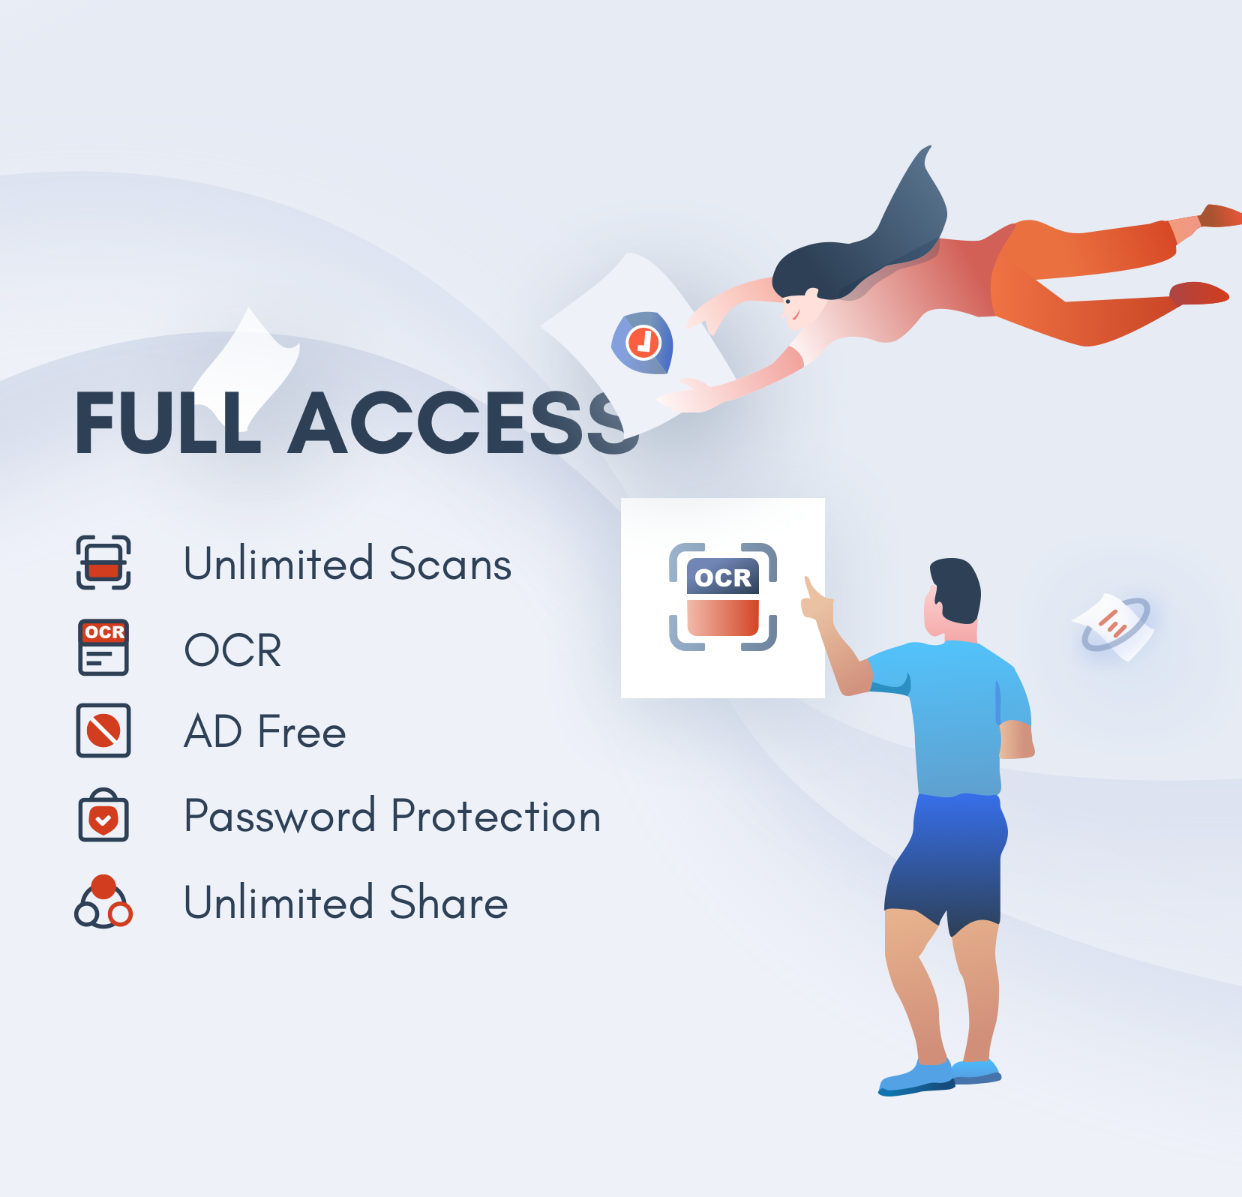 FULL ACCESS
Unlimited Scans
OCR
OCR
OCR
AD Free
Password Protection
Unlimited Share